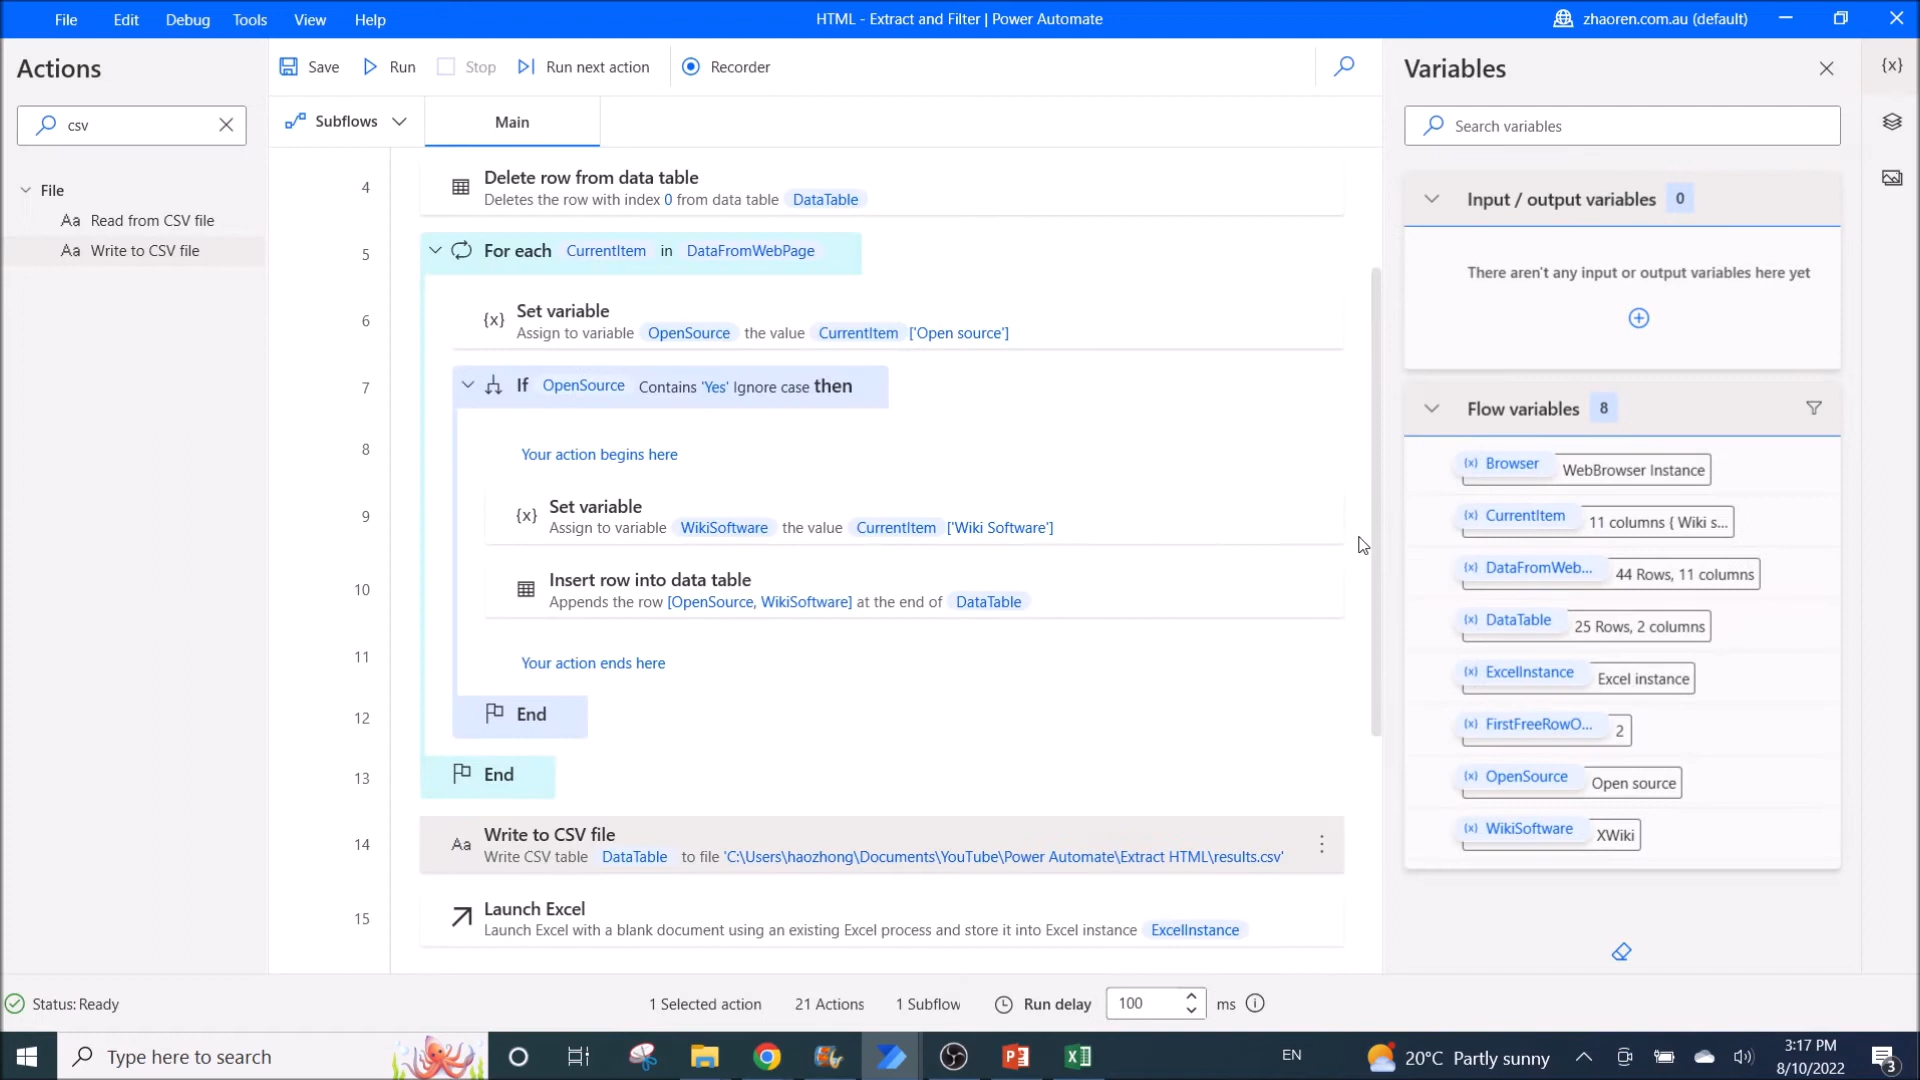 File Edit Debug Tools View Help
HTML - Extract and Filter | Power Automate
zhaoren.com.au (default)
Actions
csv
File
Aa Read from CSV file
Aa Write to CSV file
Save Run Stop Run next action Recorder
Subflows
Main
4
Delete row from data table
Deletes the row with index 0 from data table DataTable
5
For each CurrentItem in DataFromWebPage
6
{x} Set variable
Assign to variable OpenSource the value CurrentItem ['Open source']
7
If OpenSource Contains 'Yes' Ignore case then
8
Your action begins here
9
{x} Set variable
Assign to variable WikiSoftware the value CurrentItem ['Wiki Software']
10
Insert row into data table
Appends the row [OpenSource, WikiSoftware] at the end of DataTable
11
Your action ends here
12
End
13
End
14
Aa Write to CSV file
Write CSV table DataTable to file 'C:\Users\haozhong\Documents\YouTube\Power Automate\Extract HTML\results.csv'
15
Launch Excel
Launch Excel with a blank document using an existing Excel process and store it into Excel instance ExcelInstance
Variables
{x}
Search variables
Input / output variables 0
There aren't any input or output variables here yet
Flow variables 8
(x) Browser WebBrowser Instance
(x) CurrentItem 11 columns { Wiki s...
(x) DataFromWeb... 44 Rows, 11 columns
(x) DataTable 25 Rows, 2 columns
(x) ExcelInstance Excel instance
(x) FirstFreeRowO... 2
(x) OpenSource Open source
(x) WikiSoftware XWiki
Status: Ready
1 Selected action 21 Actions 1 Subflow Run delay 100 ms
Type here to search
EN
20°C Partly sunny
3:17 PM
8/10/2022
3